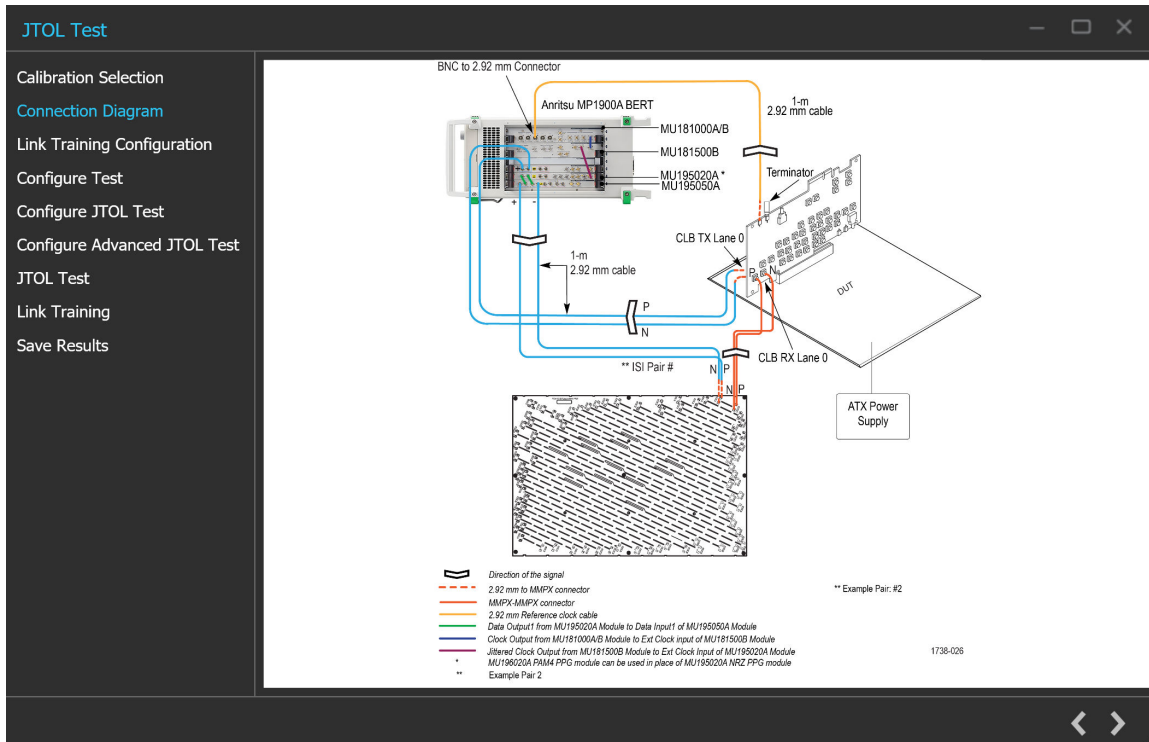 JTOL Test
Calibration Selection
Connection Diagram
Link Training Configuration
Configure Test
Configure JTOL Test
Configure Advanced JTOL Test
JTOL Test
Link Training
Save Results
BNC to 2.92 mm Connector
Anritsu MP1900A BERT
1-m
2.92 mm cable
MU181000A/B
MU181500B
MU195020A *
MU195050A
Terminator
+ -
CLB TX Lane 0
1-m
2.92 mm cable
P N
DUT
P
N
CLB RX Lane 0
** ISI Pair #
N P
N P
ATX Power
Supply
Direction of the signal
2.92 mm to MMPX connector
** Example Pair: #2
MMPX-MMPX connector
2.92 mm Reference clock cable
Data Output1 from MU195020A Module to Data Input1 of MU195050A Module
Clock Output from MU181000A/B Module to Ext Clock input of MU181500B Module
Jittered Clock Output from MU181500B Module to Ext Clock Input of MU195020A Module
1738-026
* MU196020A PAM4 PPG module can be used in place of MU195020A NRZ PPG module
** Example Pair 2